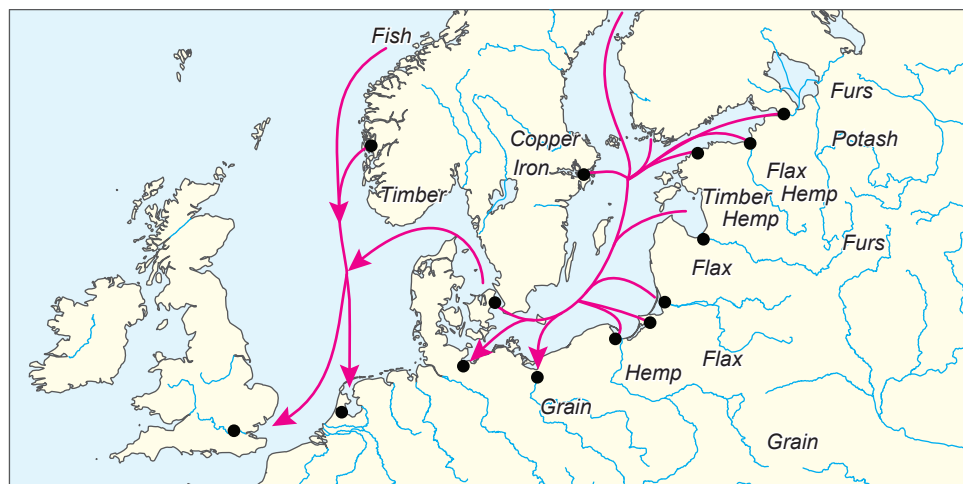 Fish
Furs
Copper
Potash
Iron
Flax
Timber
Timber
Hemp
Hemp
Furs
Flax
Flax
Hemp
Grain
Grain